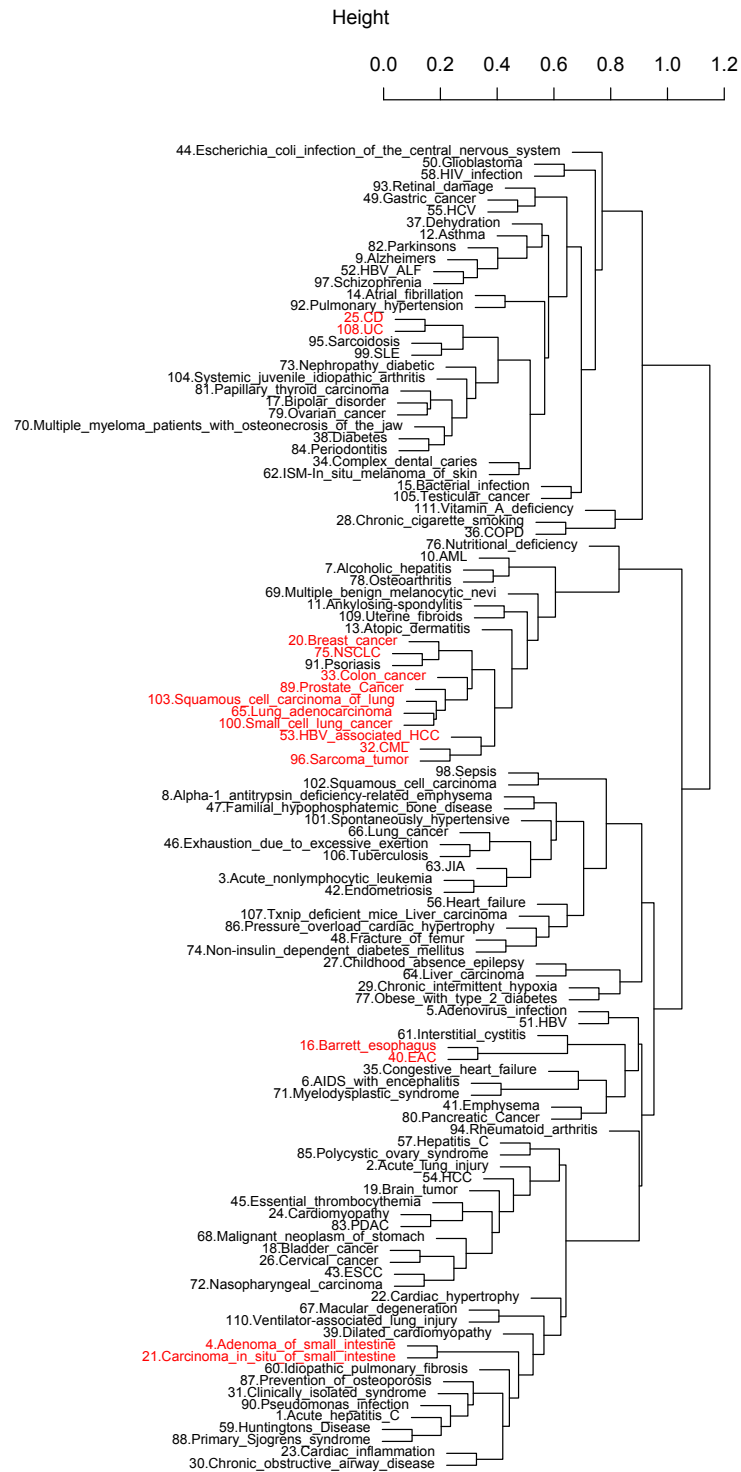 Height
0.0 0.2 0.4 0.6 0.8 1.0 1.2
44.Escherichia_coli_infection_of_the_central_nervous_system
50.Glioblastoma
58.HIV_infection
93.Retinal_damage
49.Gastric_cancer
55.HCV
37.Dehydration
12.Asthma
82.Parkinsons
9.Alzheimers
52.HBV_ALF
97.Schizophrenia
14.Atrial_fibrillation
92.Pulmonary_hypertension
25.CD
108.UC
95.Sarcoidosis
99.SLE
73.Nephropathy_diabetic
104.Systemic_juvenile_idiopathic_arthritis
81.Papillary_thyroid_carcinoma
17.Bipolar_disorder
79.Ovarian_cancer
70.Multiple_myeloma_patients_with_osteonecrosis_of_the_jaw
38.Diabetes
84.Periodontitis
34.Complex_dental_caries
62.ISM-In_situ_melanoma_of_skin
15.Bacterial_infection
105.Testicular_cancer
111.Vitamin_A_deficiency
28.Chronic_cigarette_smoking
36.COPD
76.Nutritional_deficiency
10.AML
7.Alcoholic_hepatitis
78.Osteoarthritis
69.Multiple_benign_melanocytic_nevi
11.Ankylosing-spondylitis
109.Uterine_fibroids
13.Atopic_dermatitis
20.Breast_cancer
75.NSCLC
91.Psoriasis
33.Colon_cancer
89.Prostate_Cancer
103.Squamous_cell_carcinoma_of_lung
65.Lung_adenocarcinoma
100.Small_cell_lung_cancer
53.HBV_associated_HCC
32.CML
96.Sarcoma_tumor
98.Sepsis
102.Squamous_cell_carcinoma
8.Alpha-1_antitrypsin_deficiency-related_emphysema
47.Familial_hypophosphatemic_bone_disease
101.Spontaneously_hypertensive
66.Lung_cancer
46.Exhaustion_due_to_excessive_exertion
106.Tuberculosis
63.JIA
3.Acute_nonlymphocytic_leukemia
42.Endometriosis
56.Heart_failure
107.Txnip_deficient_mice_Liver_carcinoma
86.Pressure_overload_cardiac_hypertrophy
48.Fracture_of_femur
74.Non-insulin_dependent_diabetes_mellitus
27.Childhood_absence_epilepsy
64.Liver_carcinoma
29.Chronic_intermittent_hypoxia
77.Obese_with_type_2_diabetes
5.Adenovirus_infection
51.HBV
61.Interstitial_cystitis
16.Barrett_esophagus
40.EAC
35.Congestive_heart_failure
6.AIDS_with_encephalitis
71.Myelodysplastic_syndrome
41.Emphysema
80.Pancreatic_Cancer
94.Rheumatoid_arthritis
57.Hepatitis_C
85.Polycystic_ovary_syndrome
2.Acute_lung_injury
54.HCC
19.Brain_tumor
45.Essential_thrombocythemia
24.Cardiomyopathy
83.PDAC
68.Malignant_neoplasm_of_stomach
18.Bladder_cancer
26.Cervical_cancer
43.ESCC
72.Nasopharyngeal_carcinoma
22.Cardiac_hypertrophy
67.Macular_degeneration
110.Ventilator-associated_lung_injury
39.Dilated_cardiomyopathy
4.Adenoma_of_small_intestine
21.Carcinoma_in_situ_of_small_intestine
60.Idiopathic_pulmonary_fibrosis
87.Prevention_of_osteoporosis
31.Clinically_isolated_syndrome
90.Pseudomonas_infection
1.Acute_hepatitis_C
59.Huntingtons_Disease
88.Primary_Sjogrens_syndrome
23.Cardiac_inflammation
30.Chronic_obstructive_airway_disease